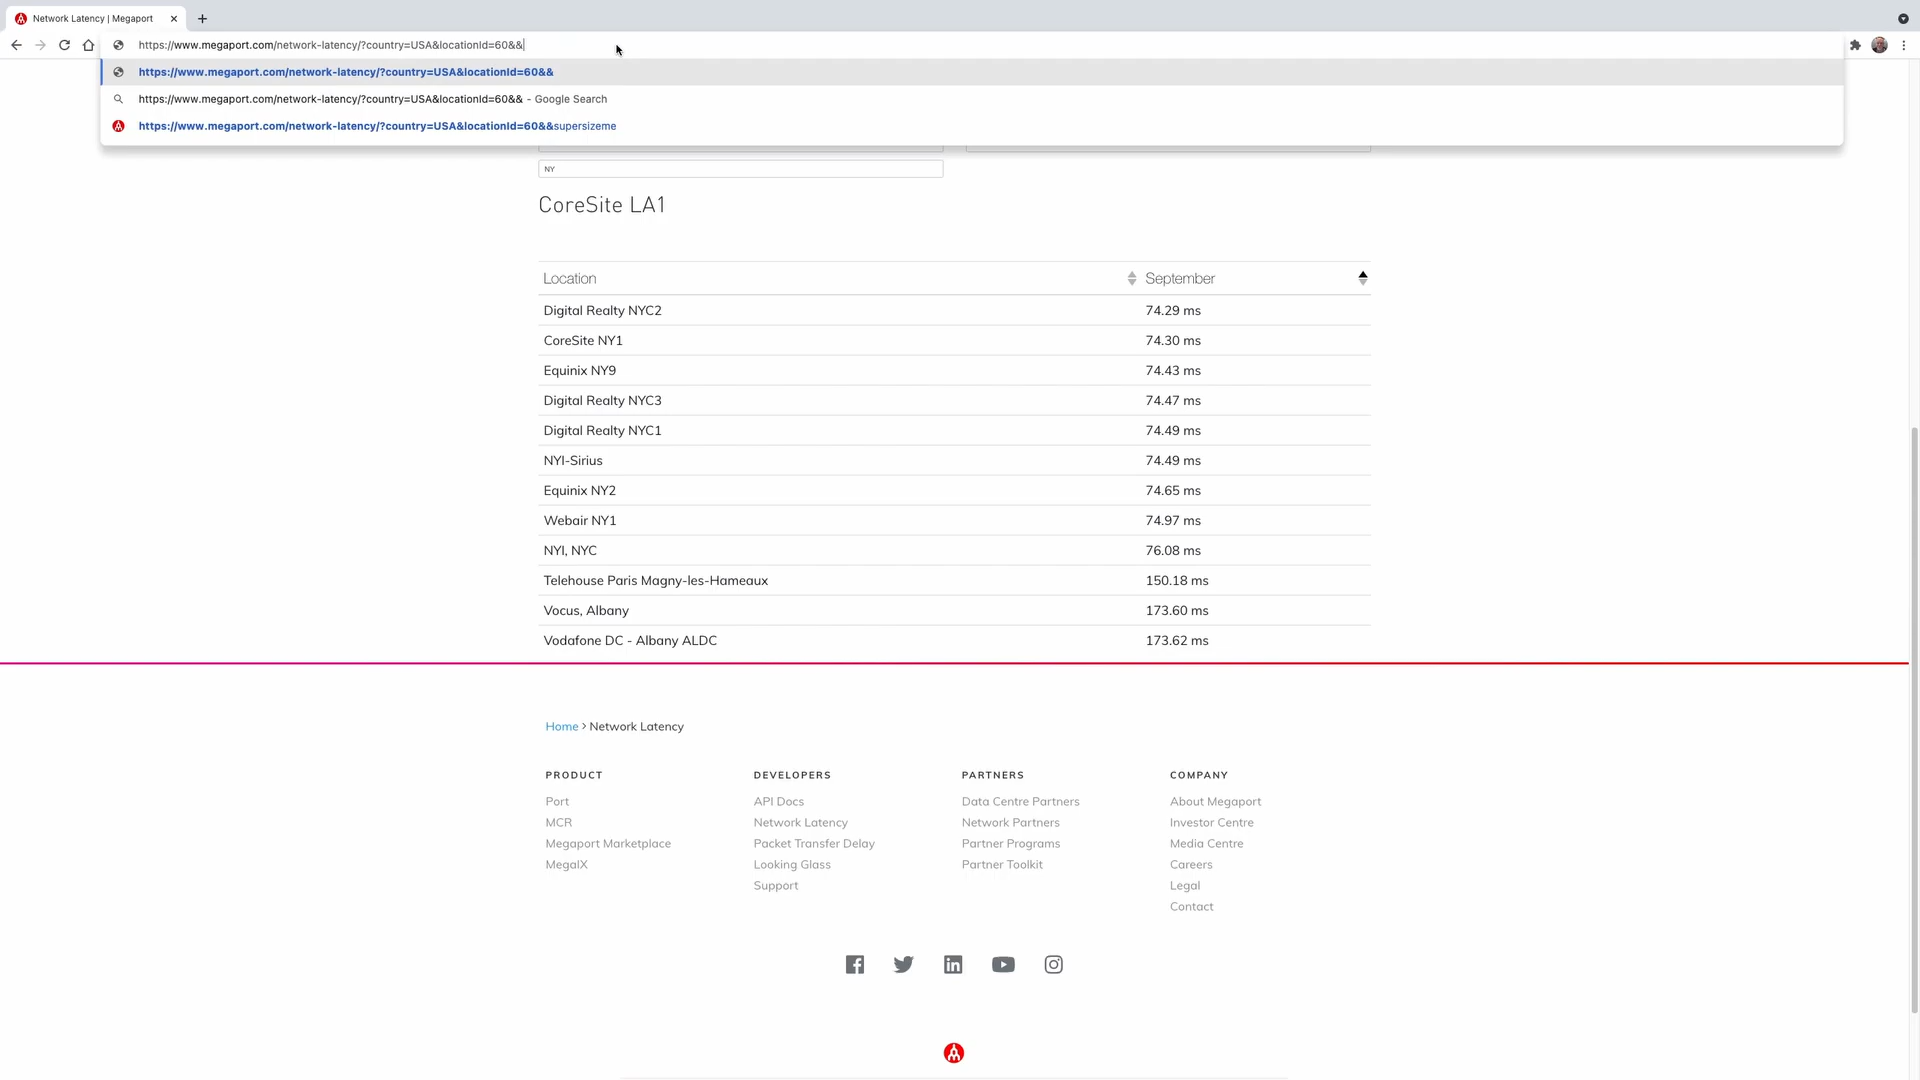 Network Latency | Megaport
https://www.megaport.com/network-latency/?country=USA&locationId=60&&
https://www.megaport.com/network-latency/?country=USA&locationId=60&&
https://www.megaport.com/network-latency/?country=USA&locationId=60&& - Google Search
https://www.megaport.com/network-latency/?country=USA&locationId=60&&supersizeme
NY
CoreSite LA1
Location September
Digital Realty NYC2 74.29 ms
CoreSite NY1 74.30 ms
Equinix NY9 74.43 ms
Digital Realty NYC3 74.47 ms
Digital Realty NYC1 74.49 ms
NYI-Sirius 74.49 ms
Equinix NY2 74.65 ms
Webair NY1 74.97 ms
NYI, NYC 76.08 ms
Telehouse Paris Magny-les-Hameaux 150.18 ms
Vocus, Albany 173.60 ms
Vodafone DC - Albany ALDC 173.62 ms
Home > Network Latency
PRODUCT DEVELOPERS PARTNERS COMPANY
Port API Docs Data Centre Partners About Megaport
MCR Network Latency Network Partners Investor Centre
Megaport Marketplace Packet Transfer Delay Partner Programs Media Centre
MegaIX Looking Glass Partner Toolkit Careers
Support Legal
Contact